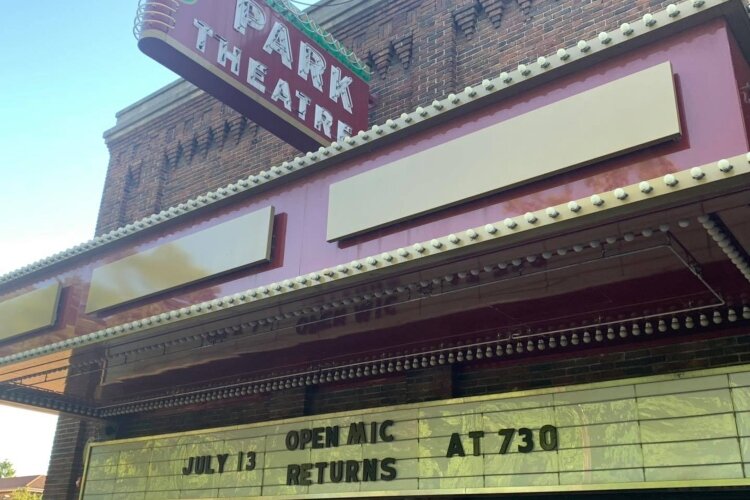 PARK
THEATRE
JULY 13
OPEN MIC
RETURNS
AT 730